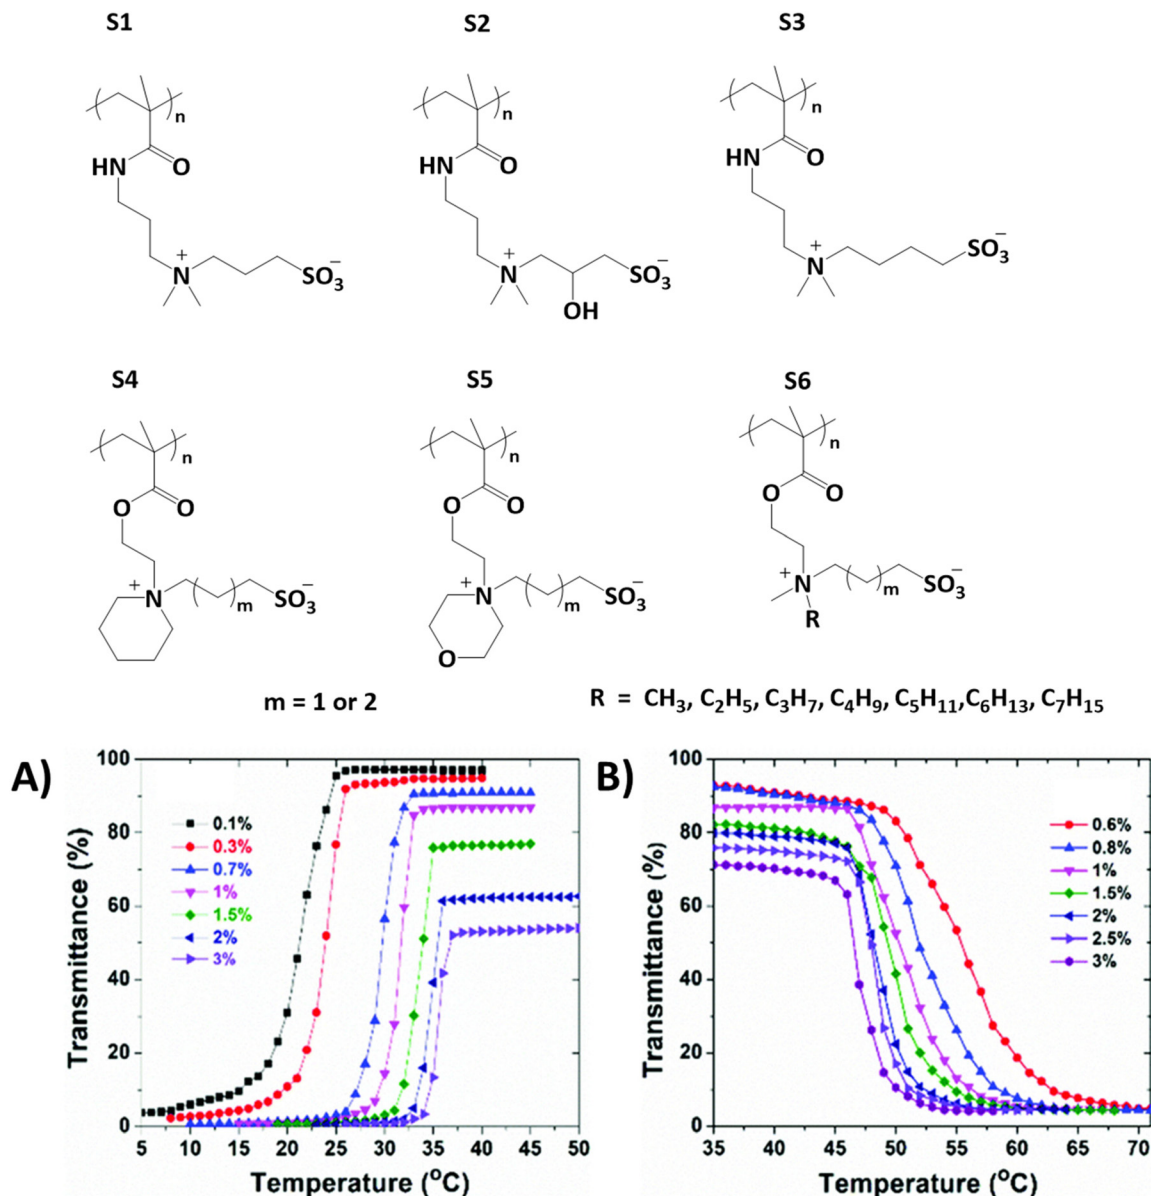 S1 S2 S3
n n n
HN O HN O HN O
+ + +
N SO₃⁻ N SO₃⁻ N SO₃⁻
OH
S4 S5 S6
n n n
O O O O O O
+ + +
N m SO₃⁻ N m SO₃⁻ N m SO₃⁻
O R
m = 1 or 2 R = CH₃, C₂H₅, C₃H₇, C₄H₉, C₅H₁₁,C₆H₁₃, C₇H₁₅
A)
Transmittance (%)
100
80
60
40
20
0
0.1%
0.3%
0.7%
1%
1.5%
2%
3%
5 10 15 20 25 30 35 40 45 50
Temperature (°C)
B)
Transmittance (%)
100
80
60
40
20
0
0.6%
0.8%
1%
1.5%
2%
2.5%
3%
35 40 45 50 55 60 65 70
Temperature (°C)